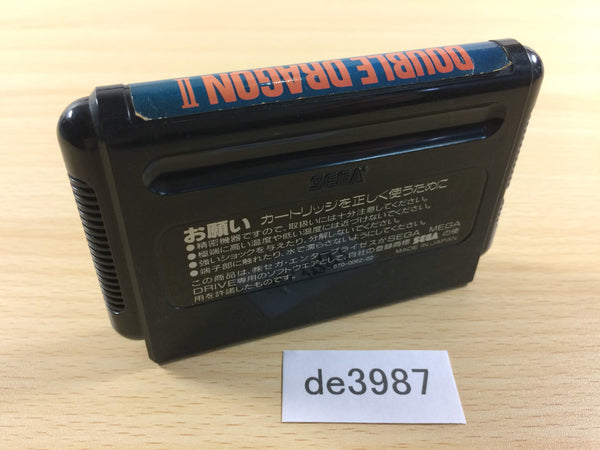 DOUBLE DRAGON II
SEGA
お願い カートリッジを正しく使うために
●精密機器ですので、取扱いには十分注意してください。
●極端に高い温度や低い温度にはさらさないでください。
●強いショックを与えたり、分解しないでください。
●端子部に触れたり、水で濡らさないようにしてください。
この商品は、株セガ・エンタープライゼスがSEGA MEGA
DRIVE専用のソフトウェアとして、自社の登録商標 SEGA の使
用を許諾したものです。
670-0062-02
MADE IN JAPAN
de3987